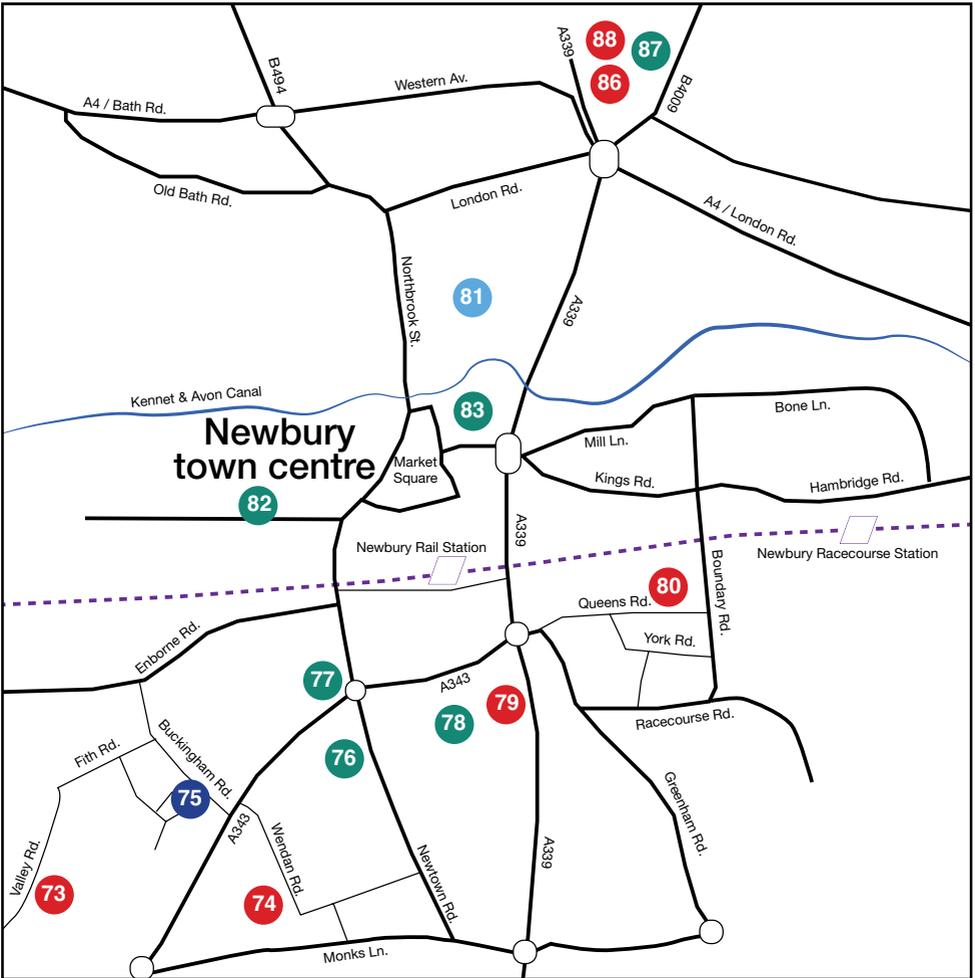 88
87
86
A339
B494
Western Av.
B4009
A4 / Bath Rd.
Old Bath Rd.
London Rd.
A4 / London Rd.
Northbrook St.
81
A339
Kennet & Avon Canal
83
Bone Ln.
Newbury
town centre
Mill Ln.
Market
Square
Kings Rd.
Hambridge Rd.
82
A339
Newbury Rail Station
Newbury Racecourse Station
Boundary Rd.
80
Queens Rd.
York Rd.
Enborne Rd.
77
A343
79
78
Racecourse Rd.
Fith Rd.
Buckingham Rd.
76
75
Greenham Rd.
A343
Valley Rd.
Wendan Rd.
Newtown Rd.
A339
73
74
Monks Ln.